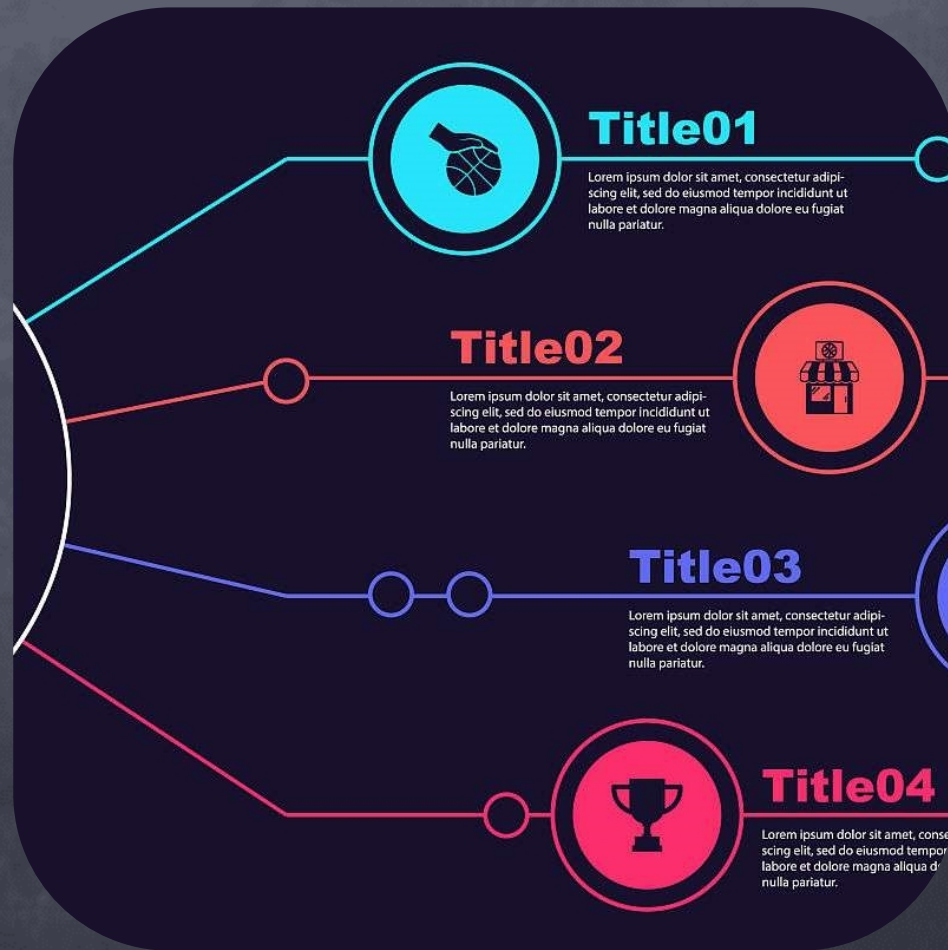 Title01
Lorem ipsum dolor sit amet, consectetur adipi-
scing elit, sed do eiusmod tempor incididunt ut
labore et dolore magna aliqua dolore eu fugiat
nulla pariatur.
Title02
Lorem ipsum dolor sit amet, consectetur adipi-
scing elit, sed do eiusmod tempor incididunt ut
labore et dolore magna aliqua dolore eu fugiat
nulla pariatur.
Title03
Lorem ipsum dolor sit amet, consectetur adipi-
scing elit, sed do eiusmod tempor incididunt ut
labore et dolore magna aliqua dolore eu fugiat
nulla pariatur.
Title04
Lorem ipsum dolor sit amet,
scing elit, sed do eiusmod tempor
labore et dolore magna aliqua
nulla pariatur.